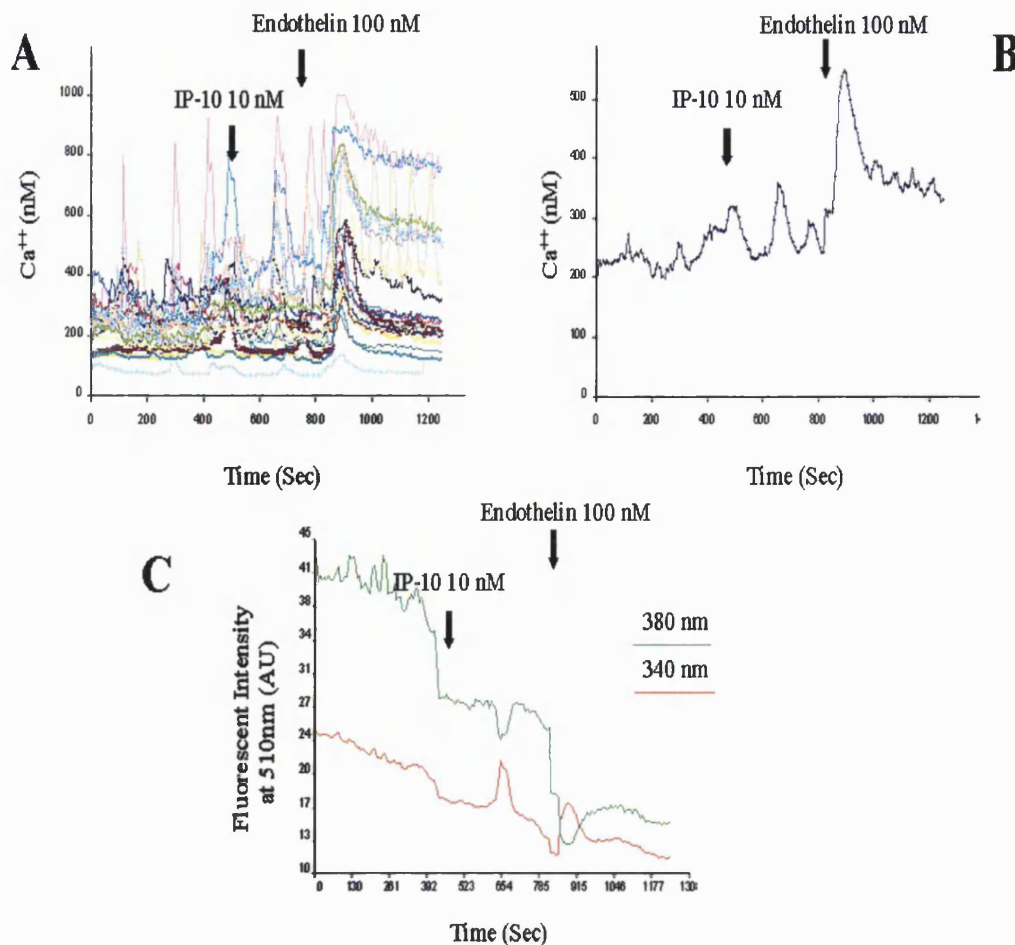 Endothelin 100 nM
A
IP-10 10 nM
1000
800
600
400
200
0
Ca++ (nM)
0 200 400 600 800 1000 1200
Time (Sec)
Endothelin 100 nM
B
IP-10 10 nM
500
400
300
200
100
0
Ca++ (nM)
0 200 400 600 800 1000 1200
Time (Sec)
Endothelin 100 nM
C
IP-10 10 nM
380 nm
340 nm
45
41
38
34
31
27
24
20
17
13
10
Fluorescent Intensity
at 510nm (AU)
0 130 261 392 523 654 785 915 1046 1177
Time (Sec)